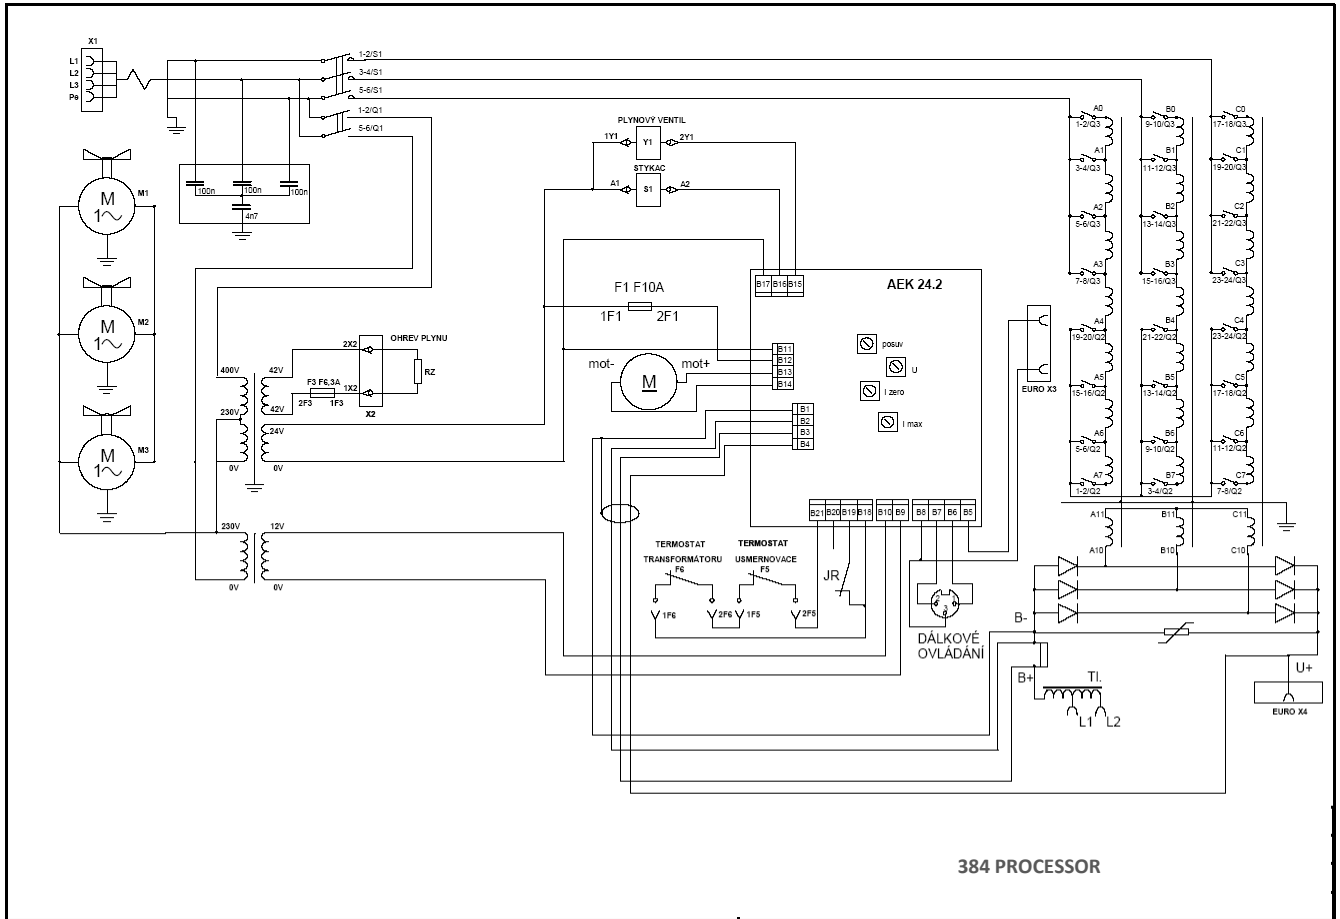 X1
L1
L2
L3
Pe
1-2/S1
3-4/S1
5-6/S1
1-2/Q1
5-6/Q1
100n
100n
100n
4n7
M
1
M1
M
1
M2
M
1
M3
PLYNOVÝ VENTIL
1Y1
Y1
2Y1
STYKAC
A1
S1
A2
AEK 24.2
B17
B16
B15
F1 F10A
1F1
2F1
B11
B12
B13
B14
mot-
mot+
M
posuv
U
I zero
I max
B1
B2
B3
B4
OHREV PLYNU
2X2
RZ
F3 F6,3A
1X2
2F3
1F3
X2
400V
42V
230V
42V
24V
0V
0V
230V
12V
0V
0V
B21
B20
B19
B18
B10
B9
B8
B7
B6
B5
TERMOSTAT
TRANSFORMÁTORU
F6
TERMOSTAT
USMERNOVACE
F5
1F6
2F6
1F5
2F5
JR
2
1
3
DÁLKOVÉ
OVLÁDÁNÍ
EURO X3
A0
1-2/Q3
A1
3-4/Q3
A2
5-6/Q3
A3
7-8/Q3
A4
19-20/Q2
A5
15-16/Q2
A6
5-6/Q2
A7
1-2/Q2
B0
9-10/Q3
B1
11-12/Q3
B2
13-14/Q3
B3
15-16/Q3
B4
21-22/Q2
B5
13-14/Q2
B6
9-10/Q2
B7
3-4/Q2
C0
17-18/Q3
C1
19-20/Q3
C2
21-22/Q3
C3
23-24/Q3
C4
23-24/Q2
C5
17-18/Q2
C6
11-12/Q2
C7
7-8/Q2
A11
A10
B11
B10
C11
C10
B-
B+
Tl.
L1
L2
U+
EURO X4
384 PROCESSOR